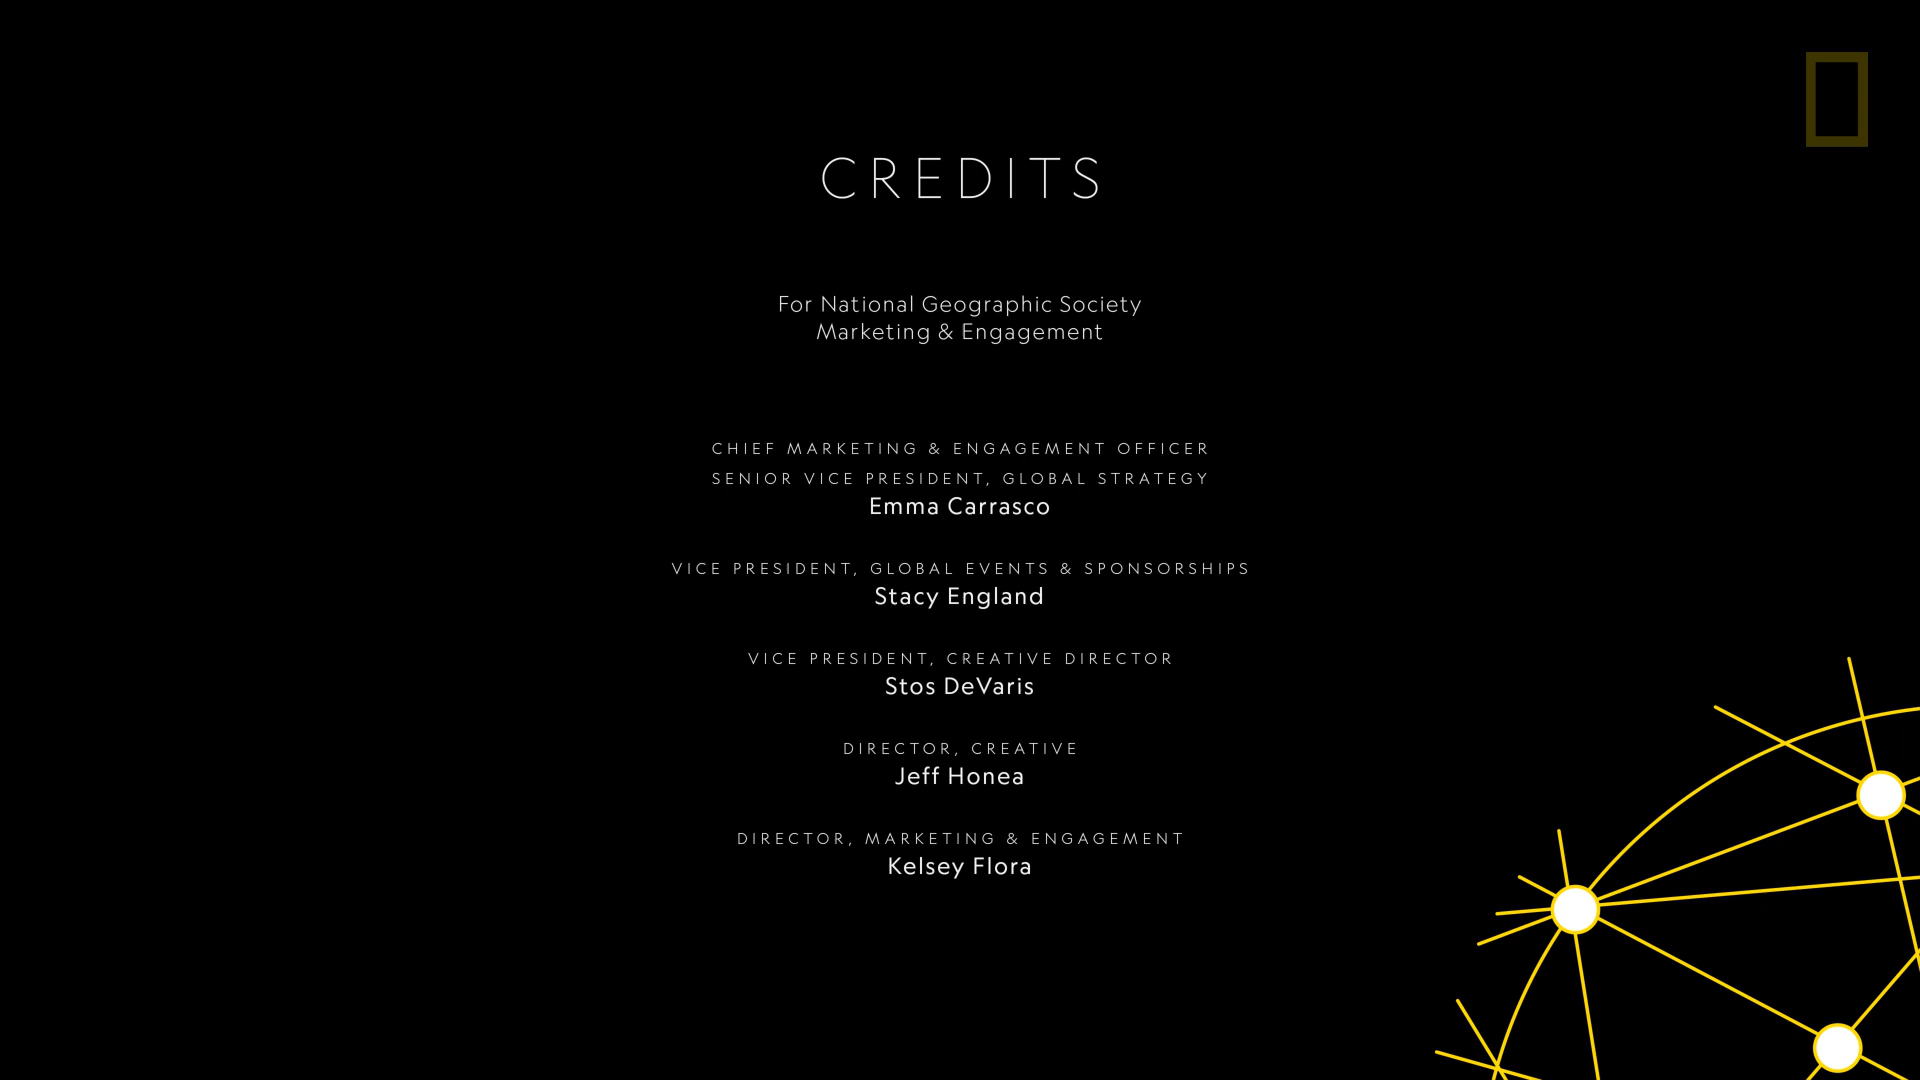 CREDITS
For National Geographic Society
Marketing & Engagement
CHIEF MARKETING & ENGAGEMENT OFFICER
SENIOR VICE PRESIDENT, GLOBAL STRATEGY
Emma Carrasco
VICE PRESIDENT, GLOBAL EVENTS & SPONSORSHIPS
Stacy England
VICE PRESIDENT, CREATIVE DIRECTOR
Stos DeVaris
DIRECTOR, CREATIVE
Jeff Honea
DIRECTOR, MARKETING & ENGAGEMENT
Kelsey Flora